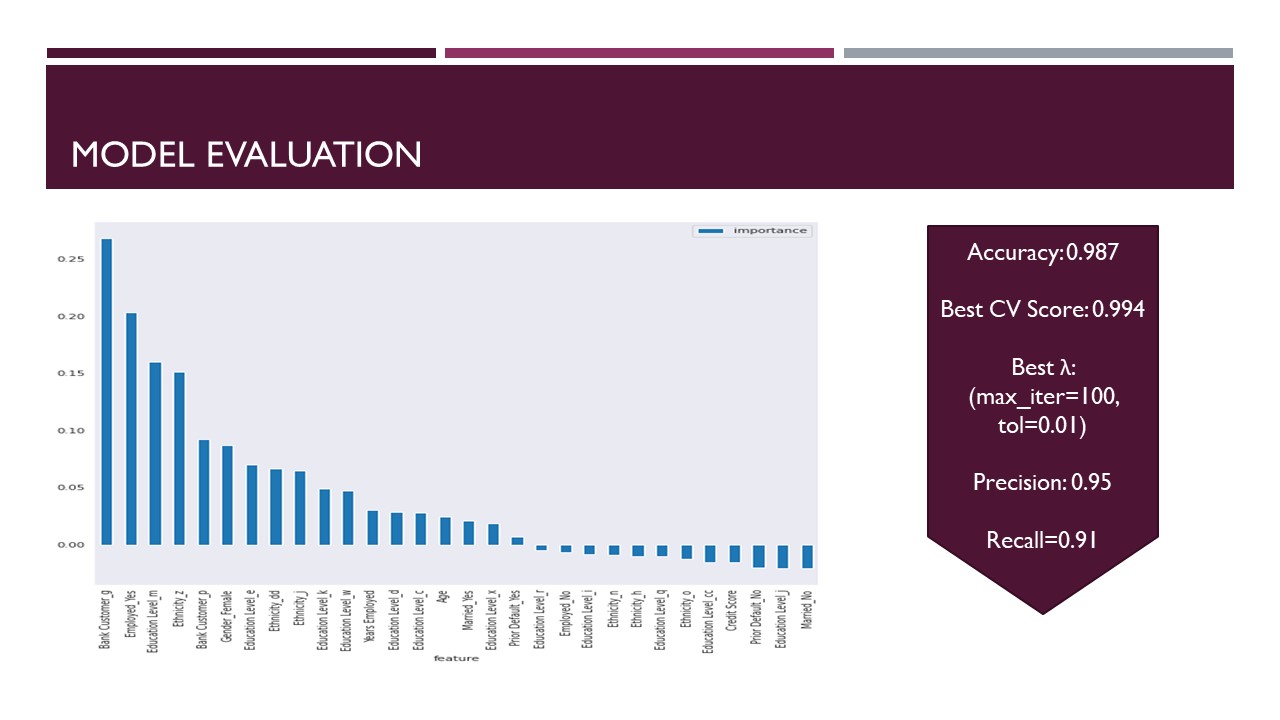 MODEL EVALUATION
importance
0.25
0.20
0.15
0.10
0.05
0.00
Bank Customer_g
Employed_Yes
Education Level_m
Ethnicity_z
Bank Customer_p
Gender_Female
Education Level_e
Ethnicity_dd
Ethnicity_j
Education Level_k
Education Level_w
Years Employed
Education Level_d
Education Level_c
Age
Married_Yes
Education Level_x
Prior Default_Yes
Education Level_r
Employed_No
Education Level_i
Ethnicity_n
Ethnicity_h
Education Level_q
Ethnicity_o
Education Level_cc
Credit Score
Prior Default_No
Education Level_j
Married_No
feature
Accuracy: 0.987
Best CV Score: 0.994
Best λ:
(max_iter=100,
tol=0.01)
Precision: 0.95
Recall=0.91